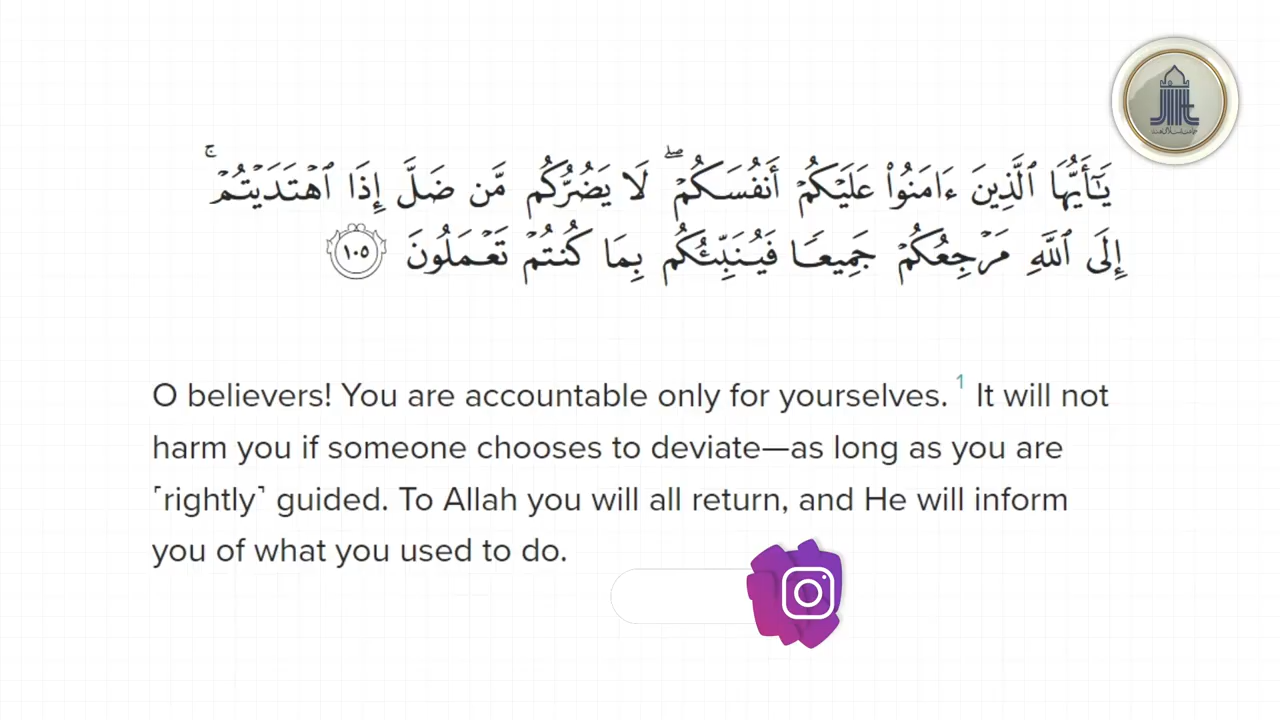 يَـٰٓأَيُّهَا ٱلَّذِينَ ءَامَنُوا۟ عَلَيْكُمْ أَنفُسَكُمْ ۖ لَا يَضُرُّكُم مَّن ضَلَّ إِذَا ٱهْتَدَيْتُمْ ۚ
إِلَى ٱللَّهِ مَرْجِعُكُمْ جَمِيعًا فَيُنَبِّئُكُم بِمَا كُنتُمْ تَعْمَلُونَ ١٠٥
O believers! You are accountable only for yourselves. 1 It will not
harm you if someone chooses to deviate—as long as you are
˹rightly˺ guided. To Allah you will all return, and He will inform
you of what you used to do.